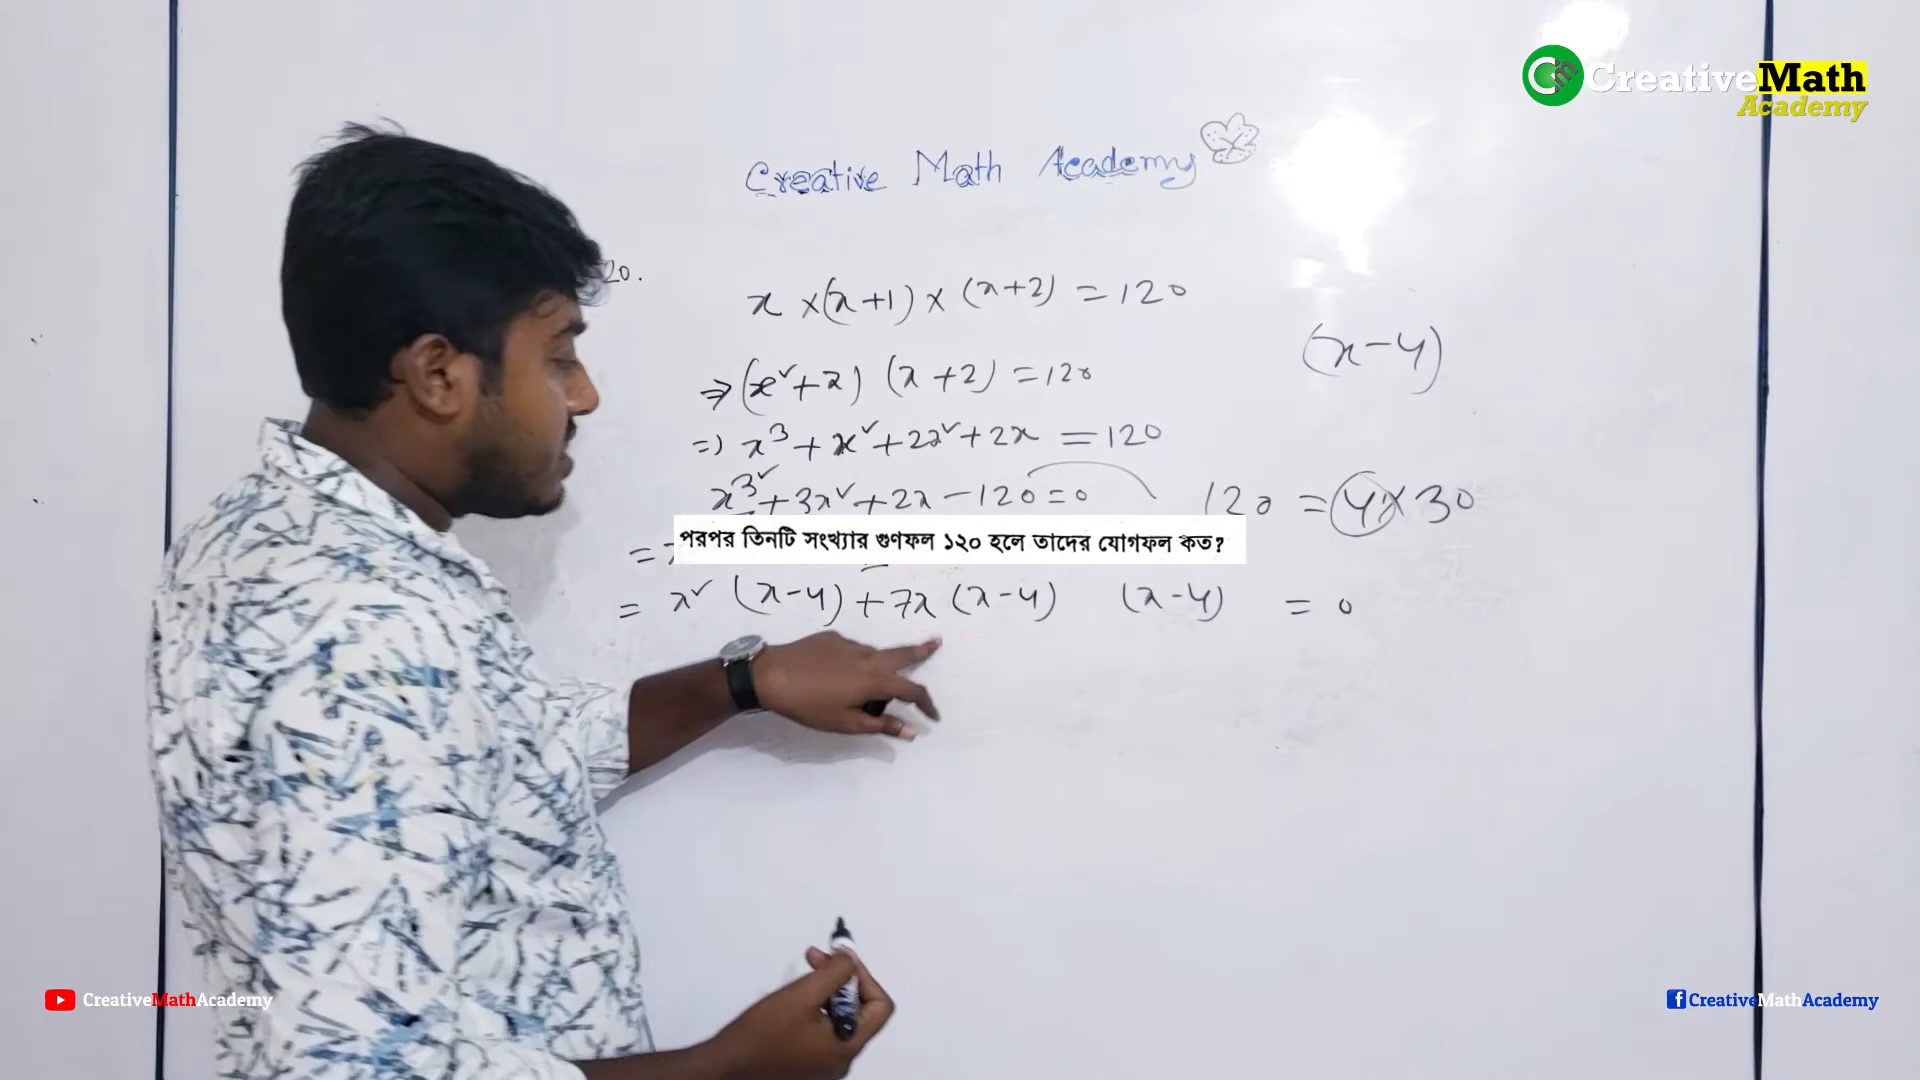 CreativeMath
Academy
Creative Math Academy
20.
x ×(x+1) × (x+2) = 120
(x-4)
⇒ (x²+x) (x+2) = 120
⇒ x³ + x² + 2x² + 2x = 120
x³ + 3x² + 2x - 120 = 0
120 = 4 × 30
পরপর তিনটি সংখ্যার গুণফল ১২০ হলে তাদের যোগফল কত?
=
= x² (x-4) + 7x (x-4) (x-4) = 0
CreativeMathAcademy
CreativeMathAcademy